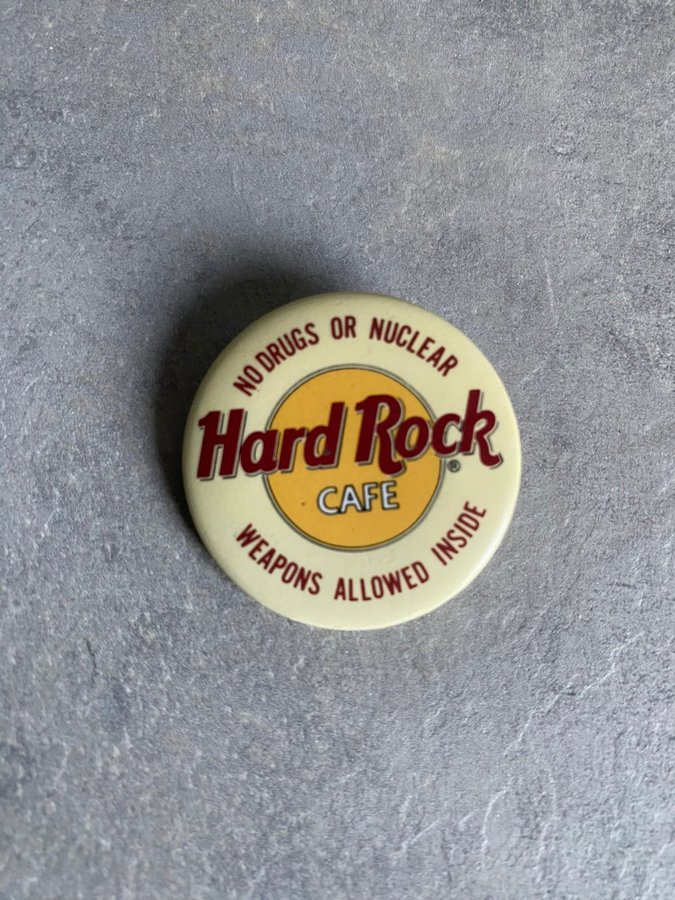 NO DRUGS OR NUCLEAR
Hard Rock
®
CAFE
WEAPONS ALLOWED INSIDE